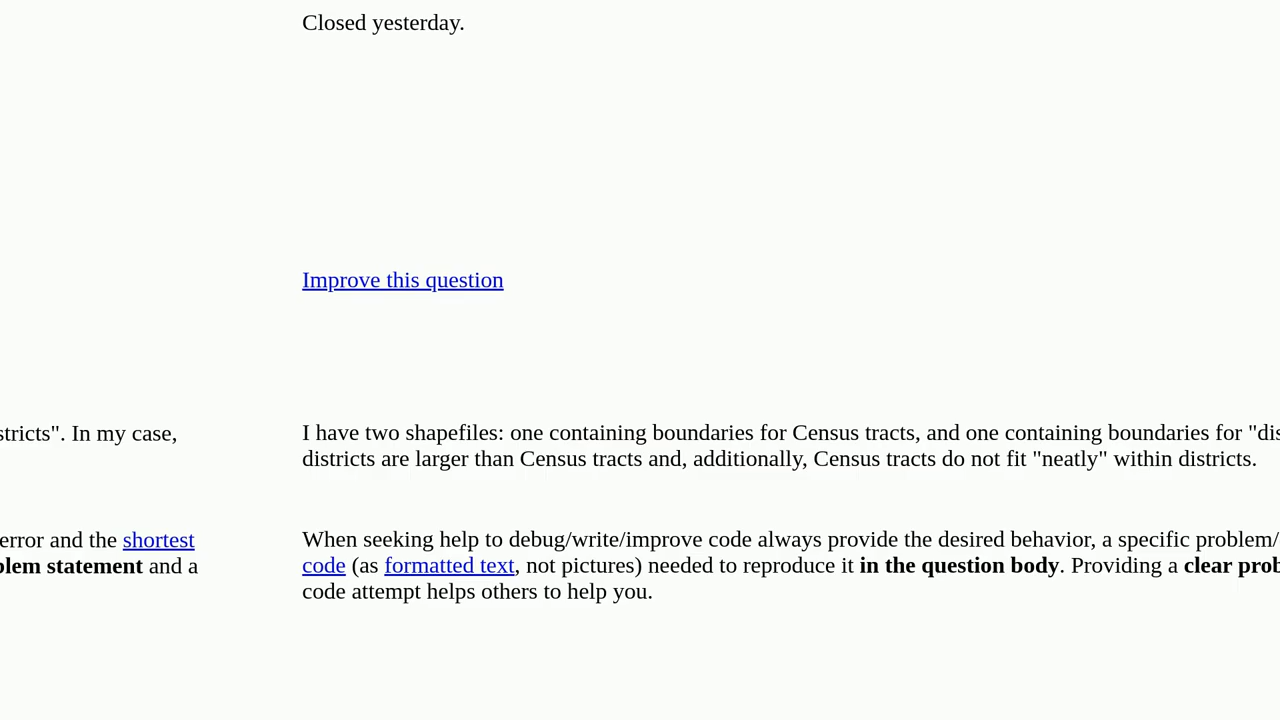 Closed yesterday.
Improve this question
stricts". In my case,
I have two shapefiles: one containing boundaries for Census tracts, and one containing boundaries for "dis
districts are larger than Census tracts and, additionally, Census tracts do not fit "neatly" within districts.
error and the shortest
blem statement and a
When seeking help to debug/write/improve code always provide the desired behavior, a specific problem/
code (as formatted text, not pictures) needed to reproduce it in the question body. Providing a clear prob
code attempt helps others to help you.